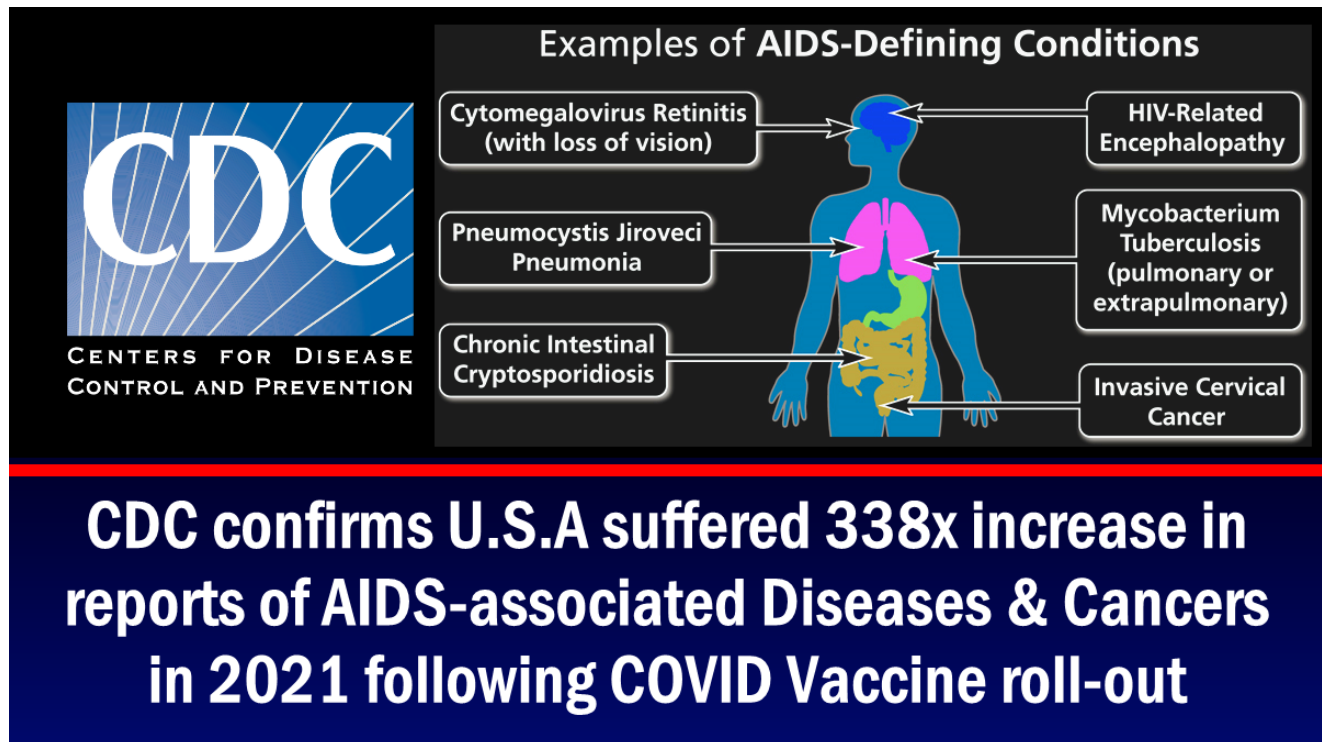 Examples of AIDS-Defining Conditions
CDC
CENTERS FOR DISEASE
CONTROL AND PREVENTION
Cytomegalovirus Retinitis
(with loss of vision)
HIV-Related
Encephalopathy
Pneumocystis Jiroveci
Pneumonia
Mycobacterium
Tuberculosis
(pulmonary or
extrapulmonary)
Chronic Intestinal
Cryptosporidiosis
Invasive Cervical
Cancer
CDC confirms U.S.A suffered 338x increase in
reports of AIDS-associated Diseases & Cancers
in 2021 following COVID Vaccine roll-out